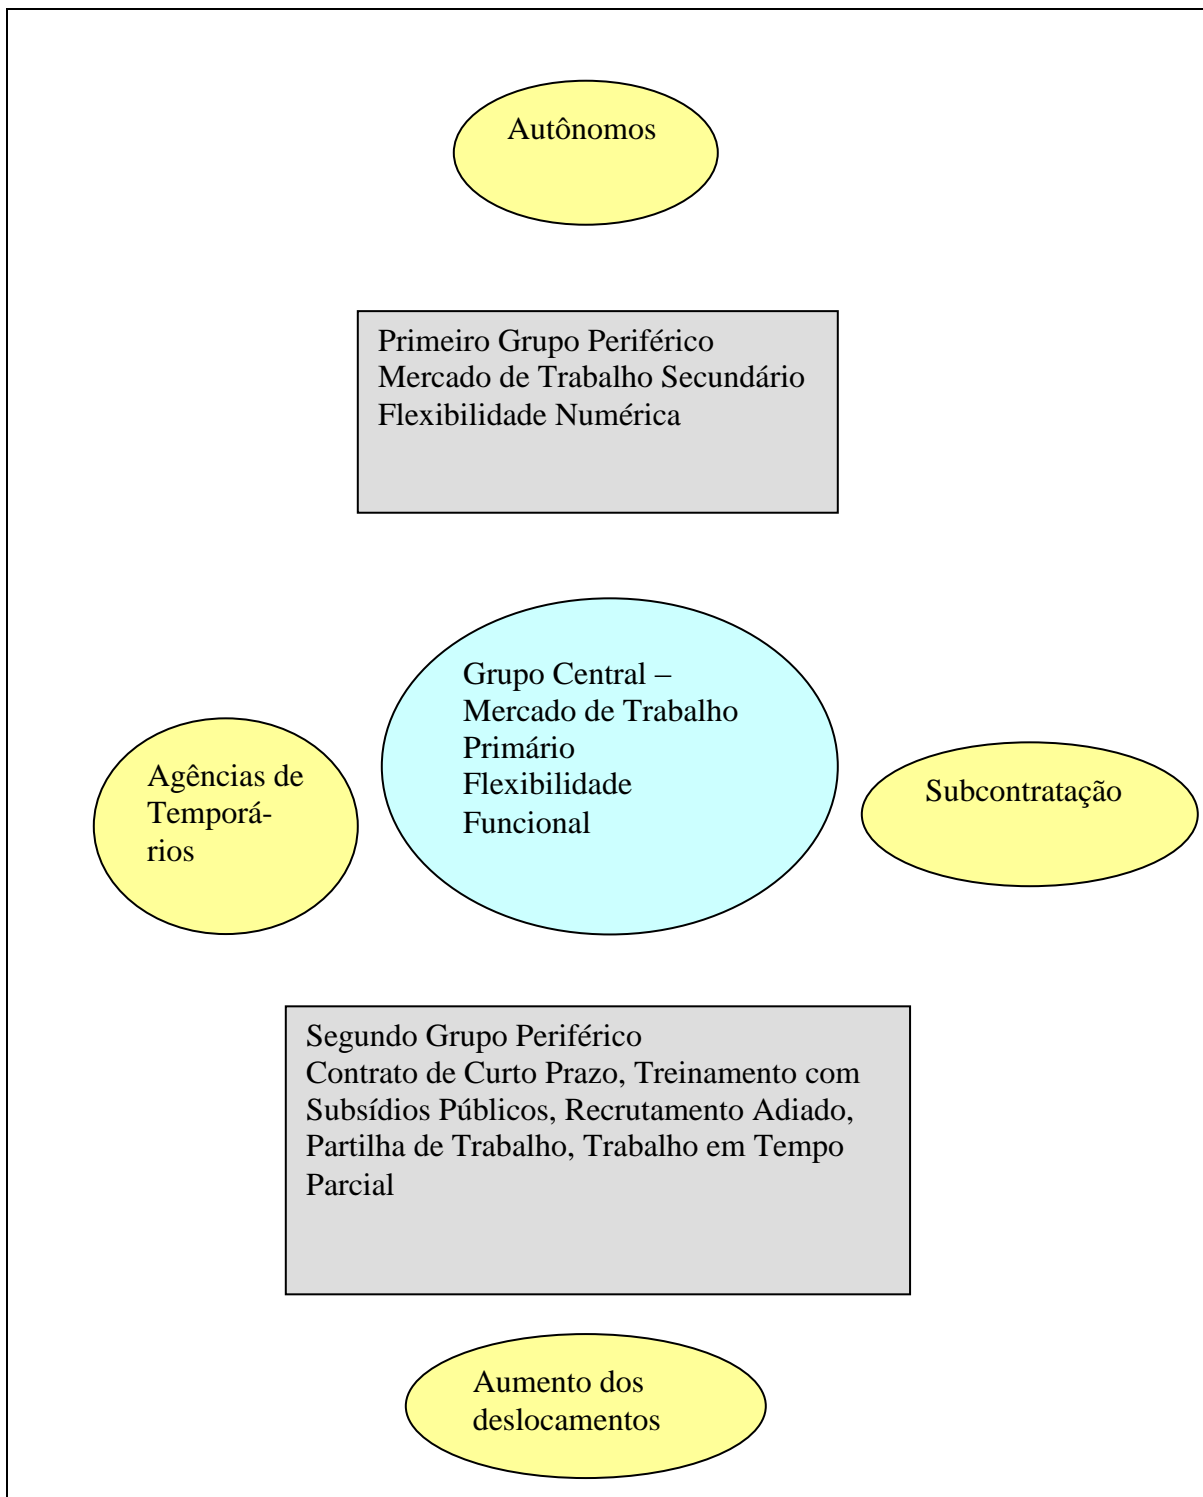 Autônomos
Primeiro Grupo Periférico
Mercado de Trabalho Secundário
Flexibilidade Numérica
Grupo Central –
Mercado de Trabalho
Primário
Flexibilidade
Funcional
Agências de
Temporá-
rios
Subcontratação
Segundo Grupo Periférico
Contrato de Curto Prazo, Treinamento com
Subsídios Públicos, Recrutamento Adiado,
Partilha de Trabalho, Trabalho em Tempo
Parcial
Aumento dos
deslocamentos